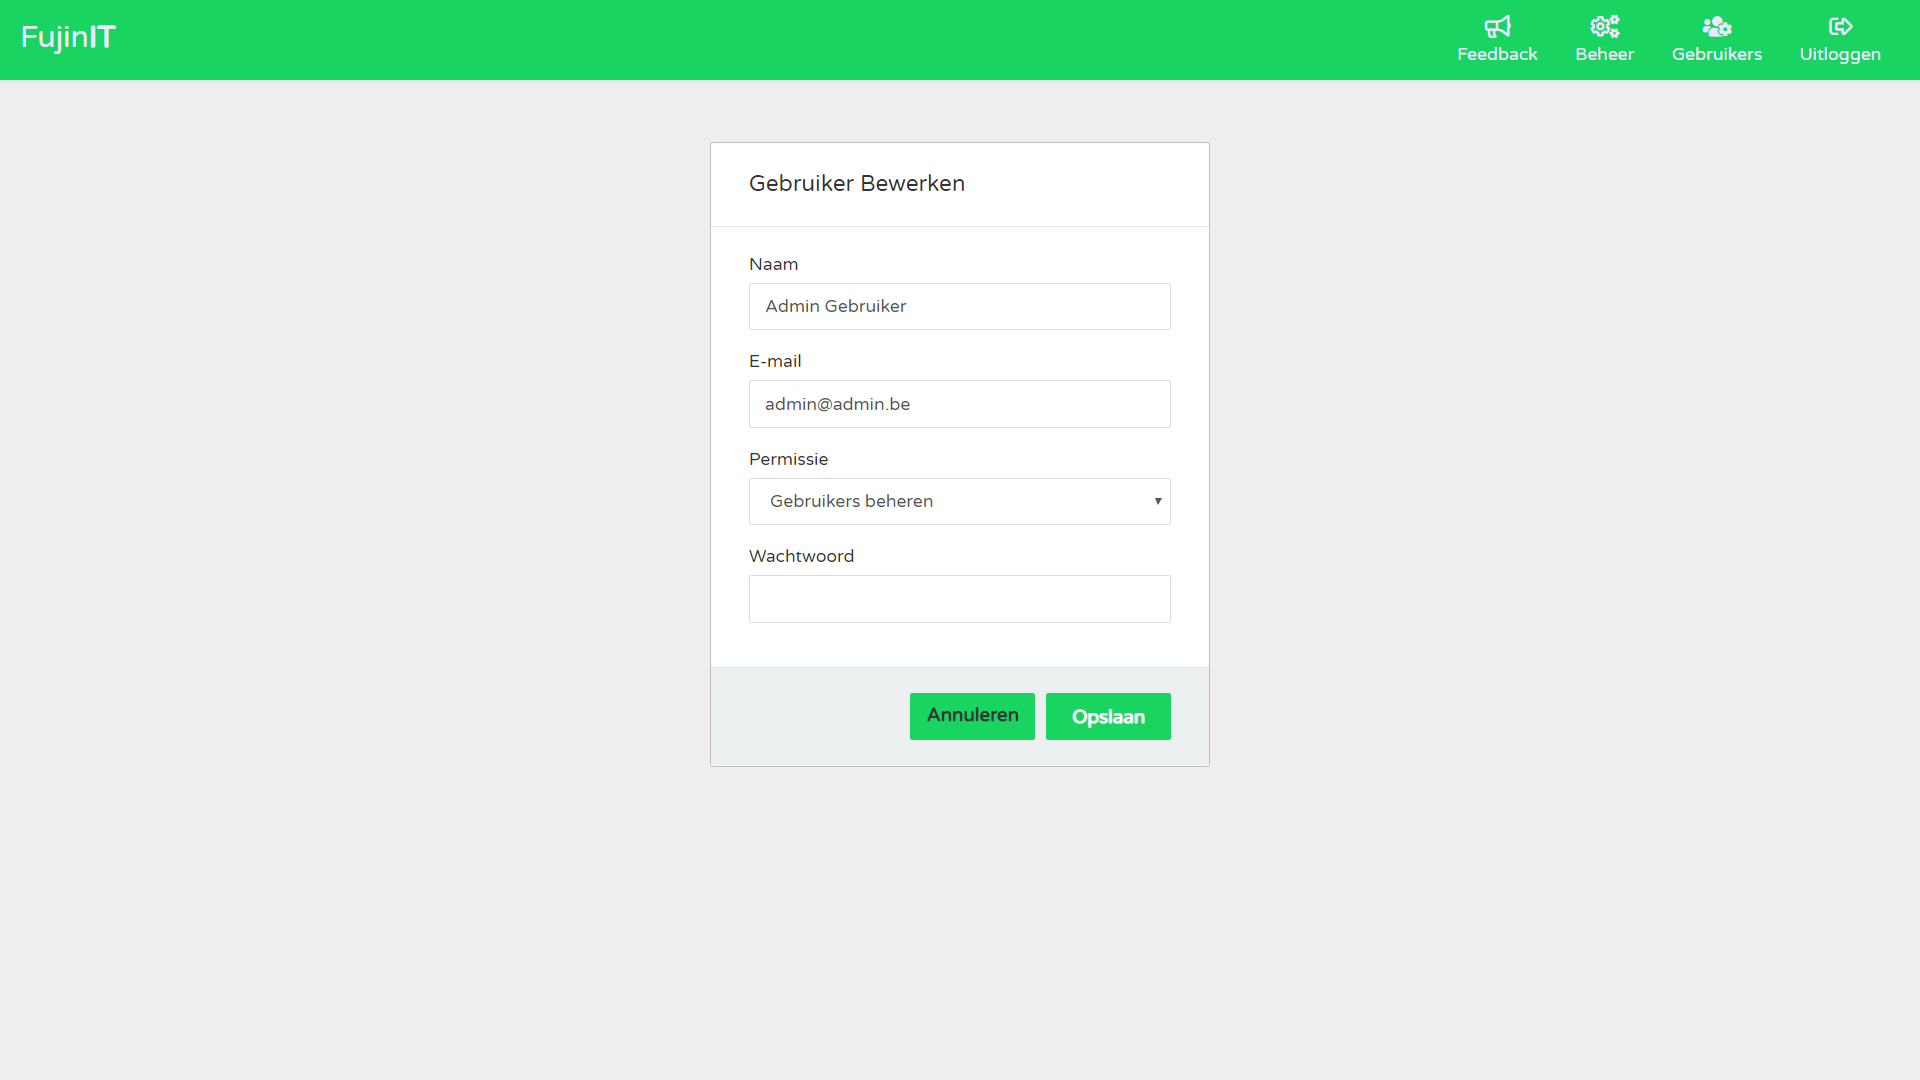 FujinIT
Feedback
Beheer
Gebruikers
Uitloggen
Gebruiker Bewerken
Naam
Admin Gebruiker
E-mail
admin@admin.be
Permissie
Gebruikers beheren
Wachtwoord
Annuleren
Opslaan